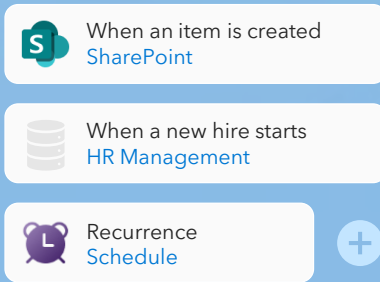 S
When an item is created
SharePoint
When a new hire starts
HR Management
Recurrence
Schedule